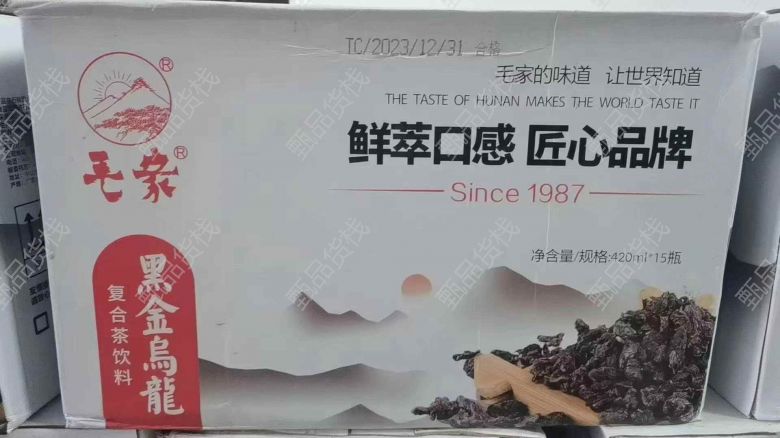 TC/2023/12/31 合格
毛家的味道 让世界知道
THE TASTE OF HUNAN MAKES THE WORLD TASTE IT
鲜萃口感 匠心品牌
Since 1987
净含量/规格:420ml*15瓶
®
毛家®
黑金烏龍
复合茶饮料
甄品货栈